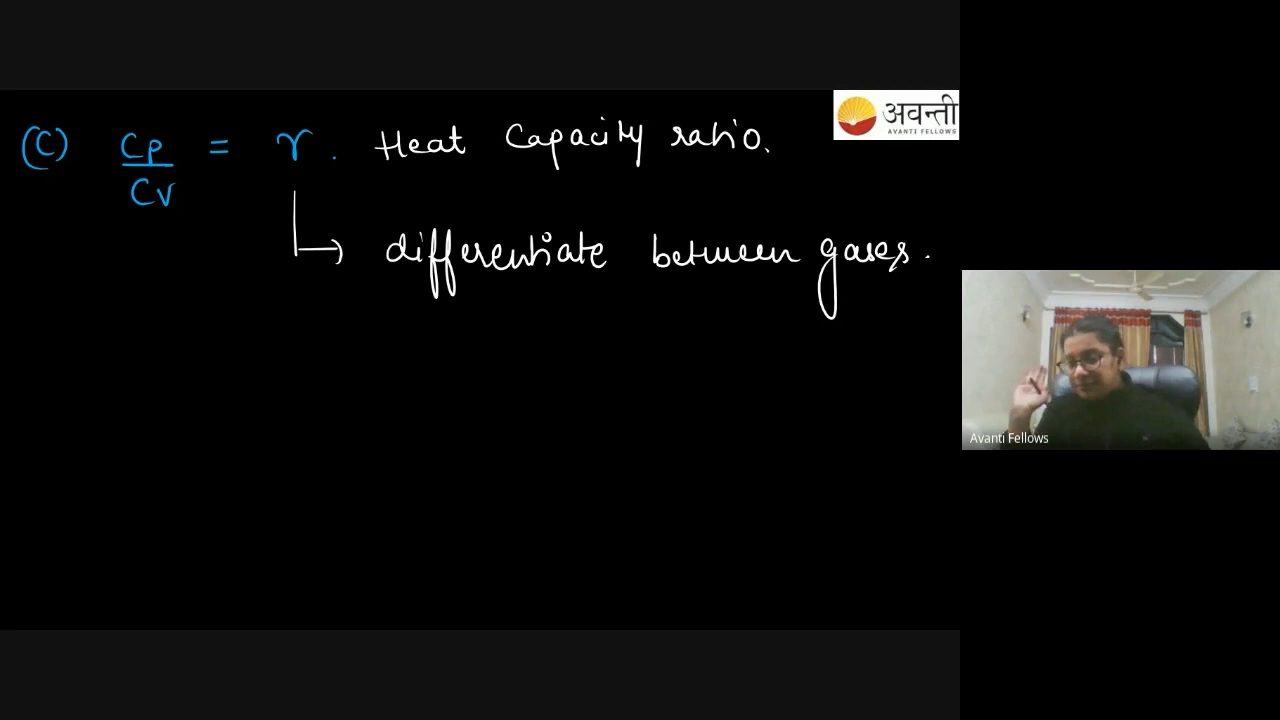 (C) Cp/Cv = γ. Heat Capacity ratio.
↳ differentiate between gases.
अवन्ती
AVANTI FELLOWS
Avanti Fellows